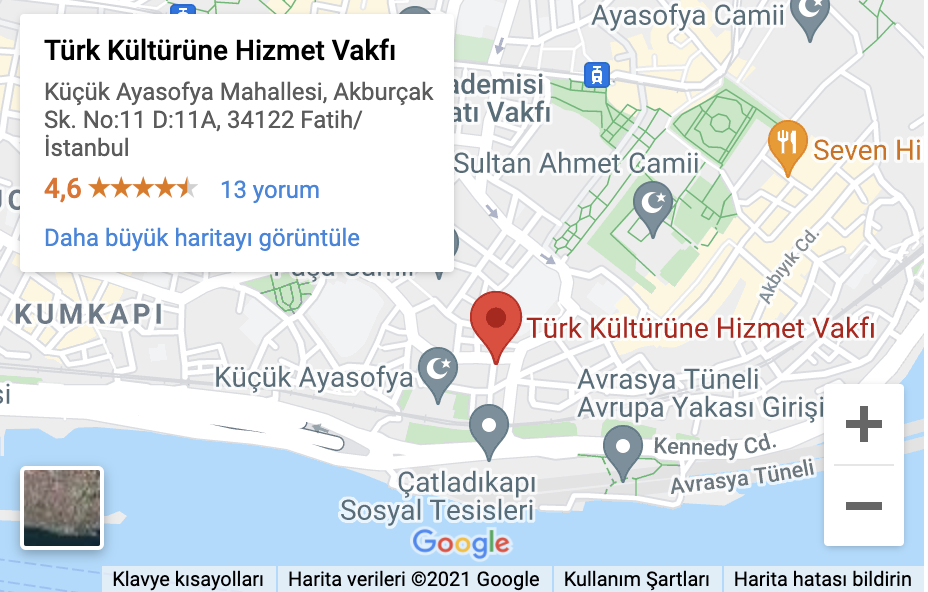 Türk Kültürüne Hizmet Vakfı
Küçük Ayasofya Mahallesi, Akburçak
Sk. No:11 D:11A, 34122 Fatih/
İstanbul
4,6
13 yorum
Daha büyük haritayı görüntüle
Ayasofya Camii
ademisi
atı Vakfı
Sultan Ahmet Camii
Seven Hi
Akbıyık Cd.
KUMKAPI
Türk Kültürüne Hizmet Vakfı
Küçük Ayasofya
Avrasya Tüneli
Avrupa Yakası Girişi
Kennedy Cd.
Avrasya Tüneli
Çatladıkapı
Sosyal Tesisleri
Google
Klavye kısayolları
Harita verileri ©2021 Google
Kullanım Şartları
Harita hatası bildirin